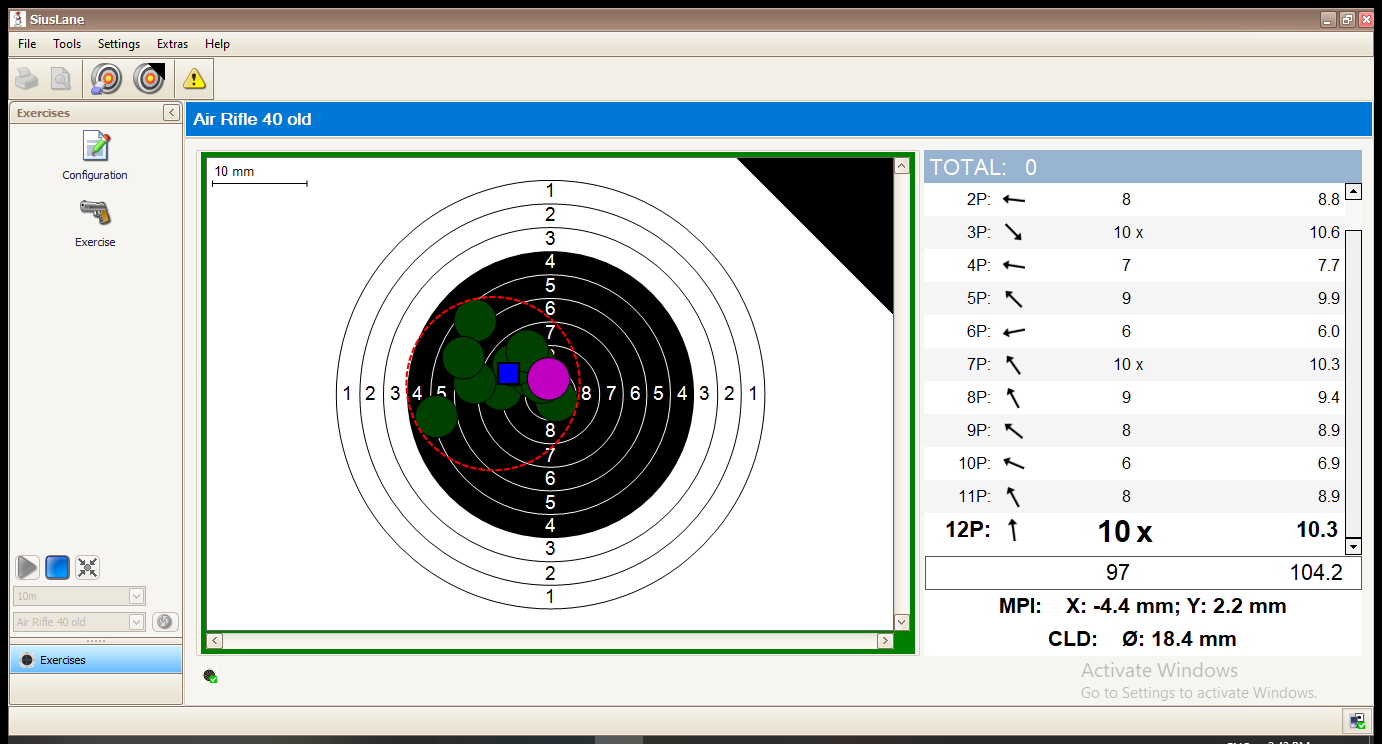 SiusLane
File Tools Settings Extras Help
Exercises
Configuration
Exercise
10m
Air Rifle 40 old
Exercises
Air Rifle 40 old
10 mm
1
2
3
4
5
6
7
1 2 3 4 5 8 7 6 5 4 3 2 1
8
7
6
5
4
3
2
1
TOTAL: 0
2P: 8 8.8
3P: 10 x 10.6
4P: 7 7.7
5P: 9 9.9
6P: 6 6.0
7P: 10 x 10.3
8P: 9 9.4
9P: 8 8.9
10P: 6 6.9
11P: 8 8.9
12P: 10 x 10.3
97 104.2
MPI: X: -4.4 mm; Y: 2.2 mm
CLD: Ø: 18.4 mm
Activate Windows
Go to Settings to activate Windows.